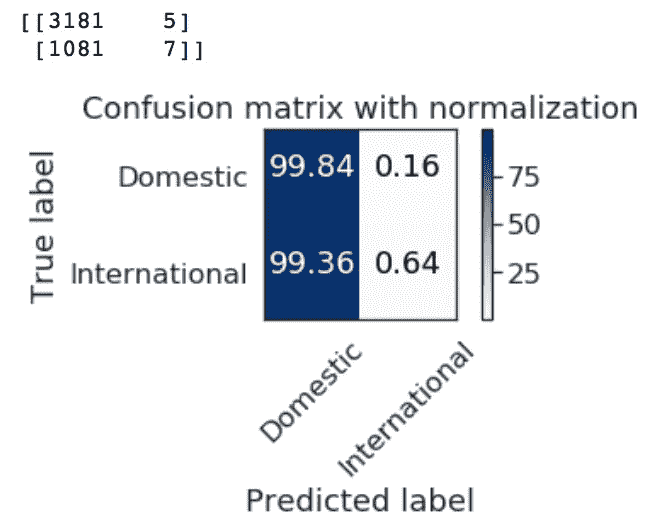 [[3181 5]
[1081 7]]
Confusion matrix with normalization
True label
Domestic 99.84 0.16
International 99.36 0.64
75
50
25
Domestic
International
Predicted label